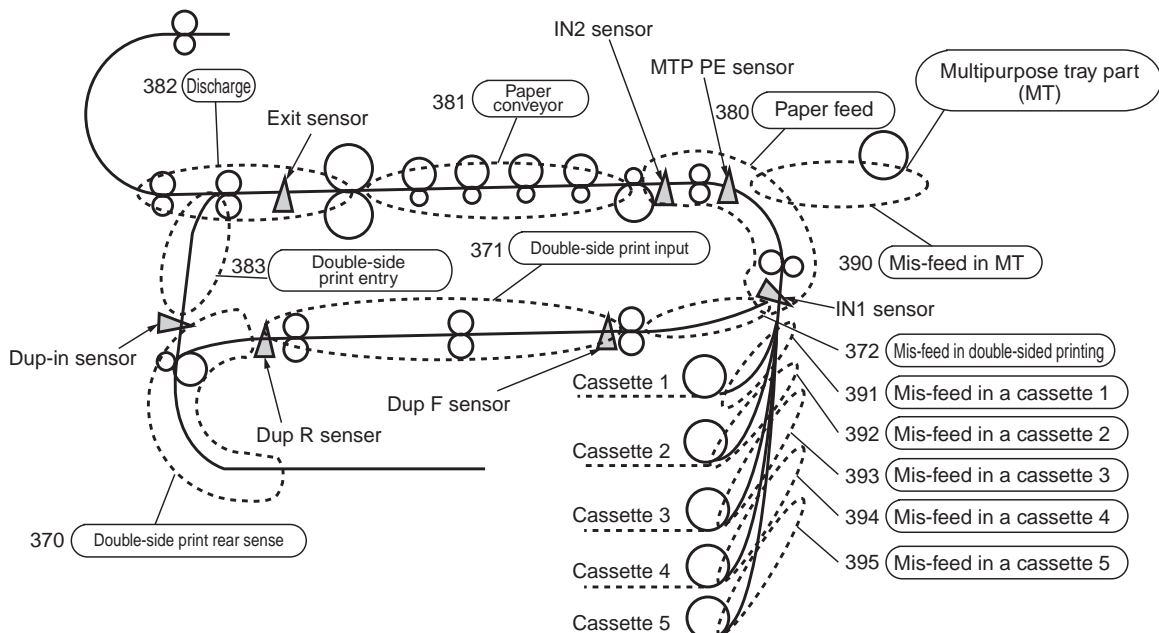 IN2 sensor
MTP PE sensor
Multipurpose tray part
(MT)
382 Discharge
381 Paper
conveyor
380 Paper feed
Exit sensor
371 Double-side print input
383 Double-side
print entry
390 Mis-feed in MT
IN1 sensor
Dup-in sensor
372 Mis-feed in double-sided printing
Cassette 1
391 Mis-feed in a cassette 1
Dup F sensor
Dup R senser
392 Mis-feed in a cassette 2
Cassette 2
393 Mis-feed in a cassette 3
Cassette 3
394 Mis-feed in a cassette 4
370 Double-side print rear sense
395 Mis-feed in a cassette 5
Cassette 4
Cassette 5